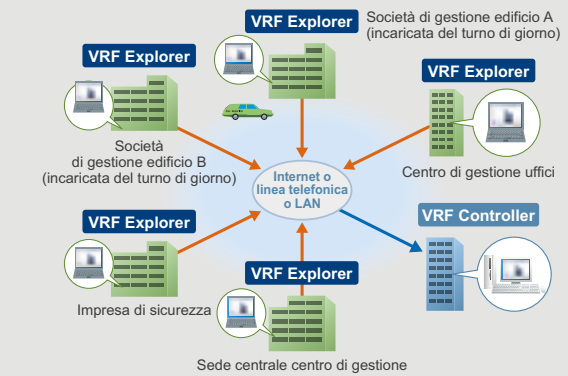 VRF Explorer
Società di gestione edificio A
(incaricata del turno di giorno)
VRF Explorer
Società
di gestione edificio B
(incaricata del turno di giorno)
VRF Explorer
Centro di gestione uffici
Internet o
linea telefonica
o LAN
VRF Controller
VRF Explorer
Impresa di sicurezza
VRF Explorer
Sede centrale centro di gestione